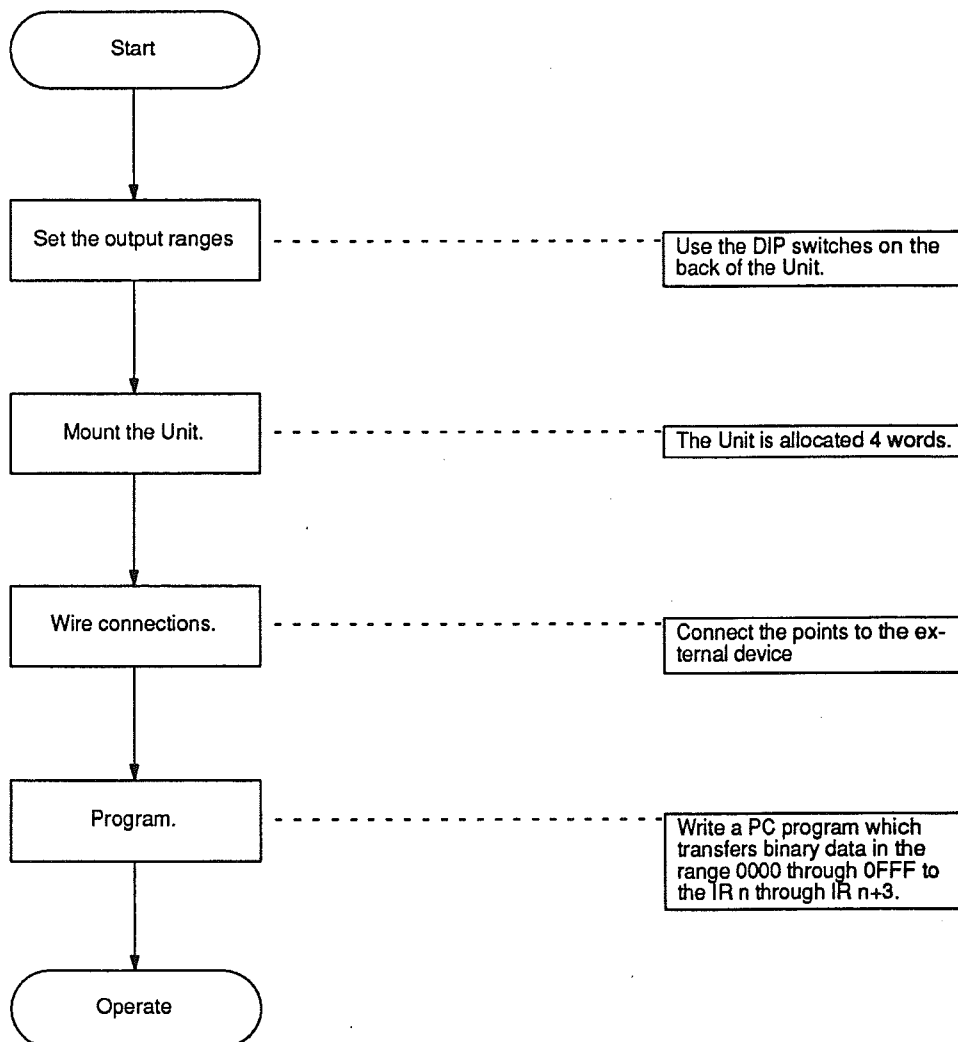 Start
Set the output ranges
Use the DIP switches on the
back of the Unit.
Mount the Unit.
The Unit is allocated 4 words.
Wire connections.
Connect the points to the ex-
ternal device
Program.
Write a PC program which
transfers binary data in the
range 0000 through 0FFF to
the IR n through IR n+3.
Operate